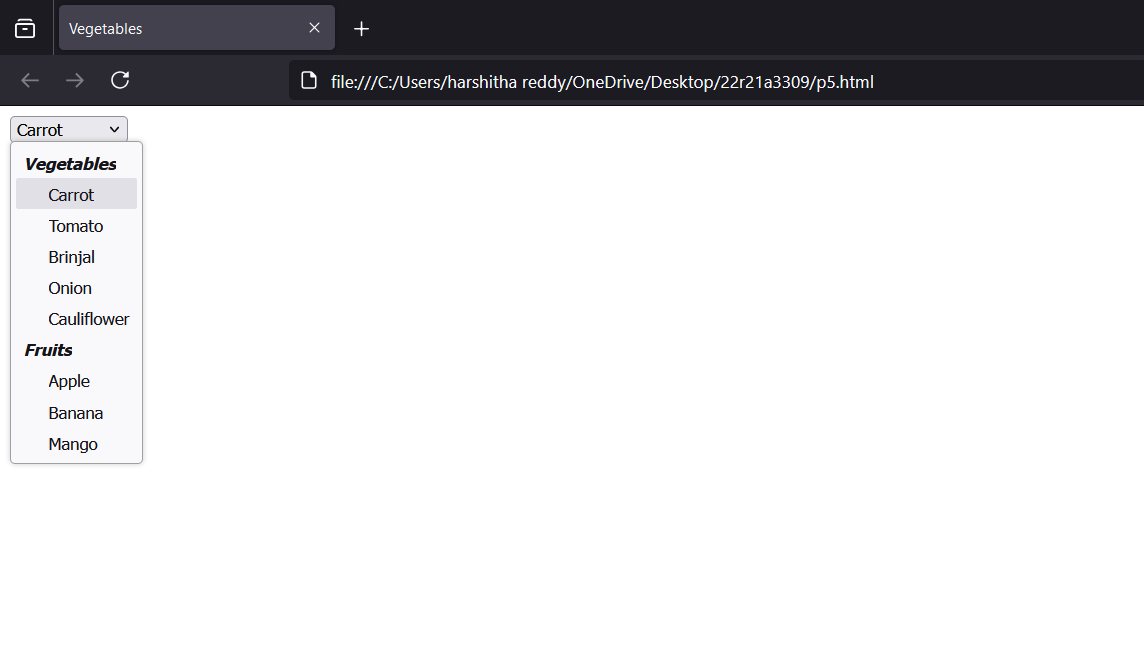 Vegetables
file:///C:/Users/harshitha reddy/OneDrive/Desktop/22r21a3309/p5.html
Carrot
Vegetables
Carrot
Tomato
Brinjal
Onion
Cauliflower
Fruits
Apple
Banana
Mango